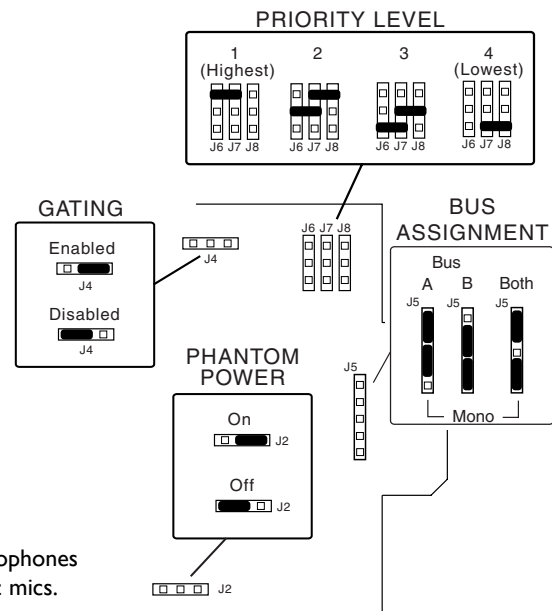 PRIORITY LEVEL
1 2 3 4
(Highest) (Lowest)
J6 J7 J8 J6 J7 J8 J6 J7 J8 J6 J7 J8
GATING
Enabled
J4
Disabled
J4
J4
J6 J7 J8
BUS
ASSIGNMENT
Bus
A B Both
J5 J5 J5
Mono
J5
PHANTOM
POWER
On
J2
Off
J2
J2
ophones
mics.